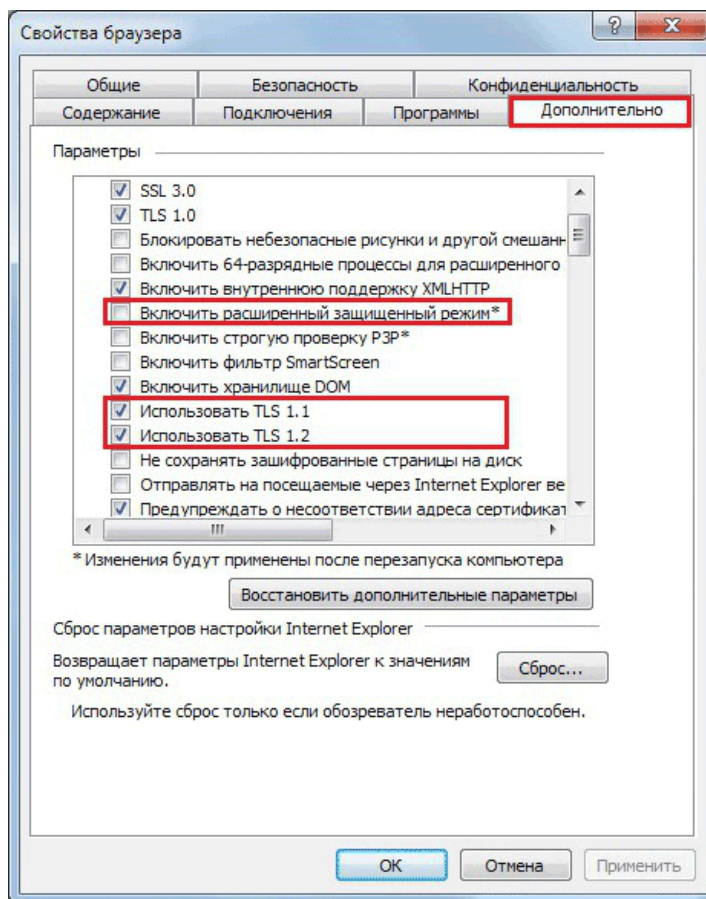 Свойства браузера
Общие
Безопасность
Конфиденциальность
Содержание
Подключения
Программы
Дополнительно
Параметры
SSL 3.0
TLS 1.0
Блокировать небезопасные рисунки и другой смешанн
Включить 64-разрядные процессы для расширенного
Включить внутреннюю поддержку XMLHTTP
Включить расширенный защищенный режим*
Включить строгую проверку P3P*
Включить фильтр SmartScreen
Включить хранилище DOM
Использовать TLS 1.1
Использовать TLS 1.2
Не сохранять зашифрованные страницы на диск
Отправлять на посещаемые через Internet Explorer ве
Предупреждать о несоответствии адреса сертификат
* Изменения будут применены после перезапуска компьютера
Восстановить дополнительные параметры
Сброс параметров настройки Internet Explorer
Возвращает параметры Internet Explorer к значениям
по умолчанию.
Сброс...
Используйте сброс только если обозреватель неработоспособен.
OK
Отмена
Применить